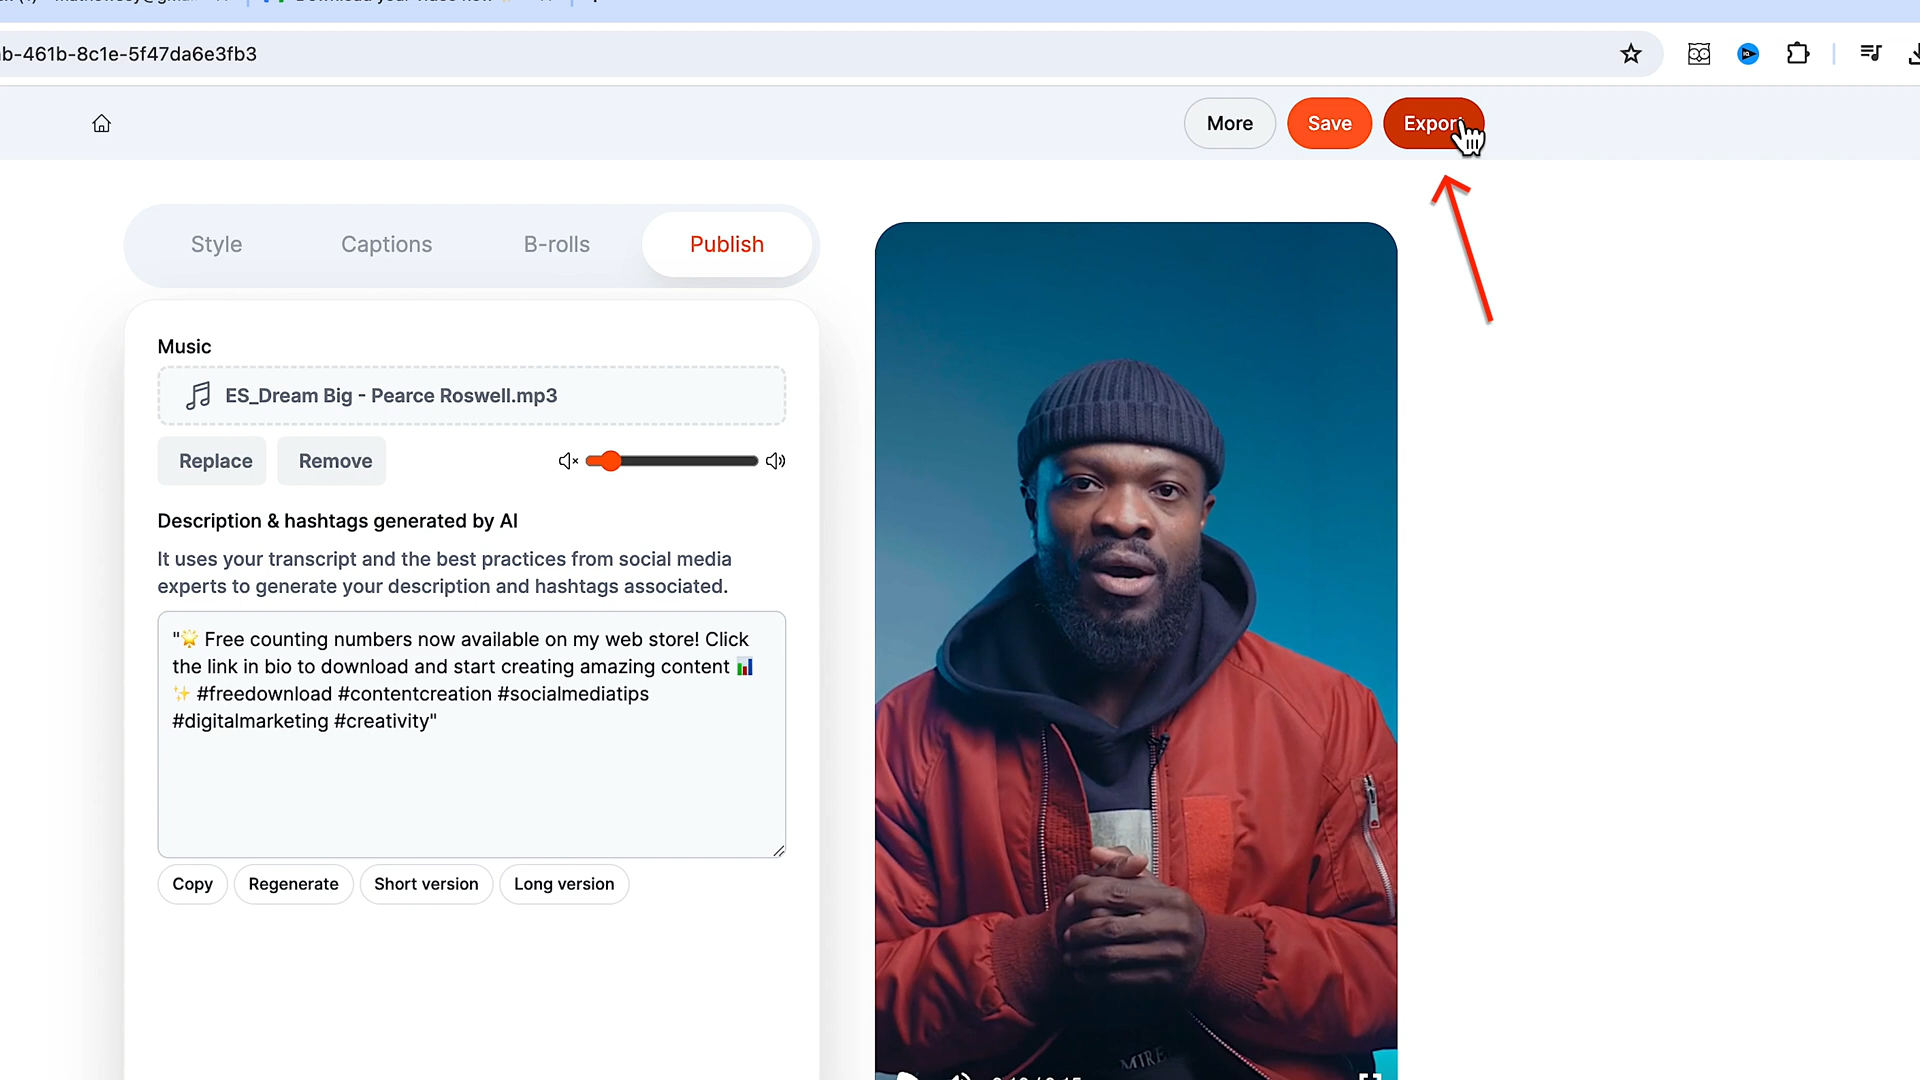 b-461b-8c1e-5f47da6e3fb3
More
Save
Export
Style
Captions
B-rolls
Publish
Music
ES_Dream Big - Pearce Roswell.mp3
Replace
Remove
Description & hashtags generated by AI
It uses your transcript and the best practices from social media
experts to generate your description and hashtags associated.
"🌟 Free counting numbers now available on my web store! Click
the link in bio to download and start creating amazing content 📊
✨ #freedownload #contentcreation #socialmediatips
#digitalmarketing #creativity"
Copy
Regenerate
Short version
Long version
MIRE